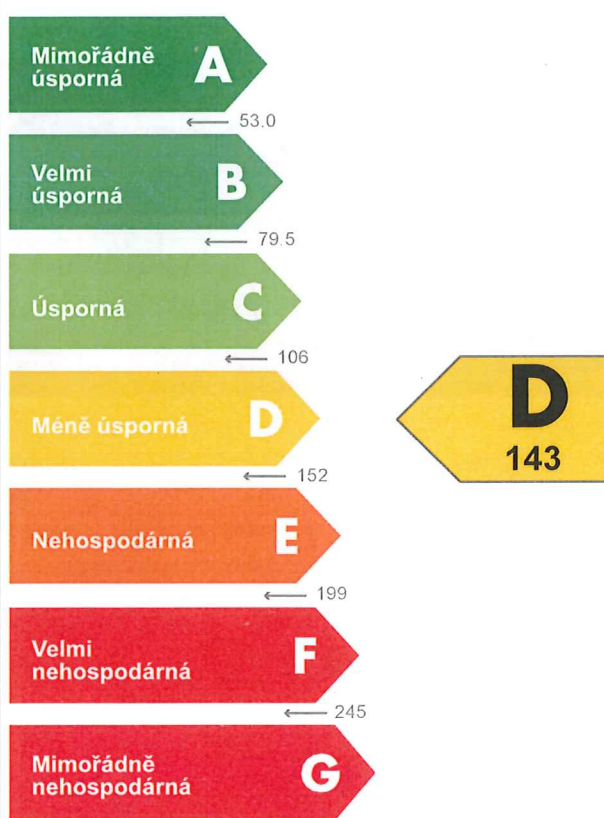 Mimořádně
úsporná
A
← 53.0
Velmi
úsporná
B
← 79.5
Úsporná
C
← 106
Méně úsporná
D
← 152
D
143
Nehospodárná
E
← 199
Velmi
nehospodárná
F
← 245
Mimořádně
nehospodárná
G